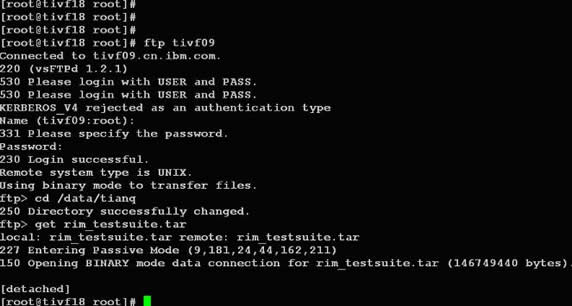 [root@tivf18 root]#
[root@tivf18 root]#
[root@tivf18 root]#
[root@tivf18 root]# ftp tivf09
Connected to tivf09.cn.ibm.com.
220 (vsFTPd 1.2.1)
530 Please login with USER and PASS.
530 Please login with USER and PASS.
KERBEROS_V4 rejected as an authentication type
Name (tivf09:root):
331 Please specify the password.
Password:
230 Login successful.
Remote system type is UNIX.
Using binary mode to transfer files.
ftp> cd /data/tianq
250 Directory successfully changed.
ftp> get rim_testsuite.tar
local: rim_testsuite.tar remote: rim_testsuite.tar
227 Entering Passive Mode (9,181,24,44,162,211)
150 Opening BINARY mode data connection for rim_testsuite.tar (146749440 bytes).
[detached]
[root@tivf18 root]#